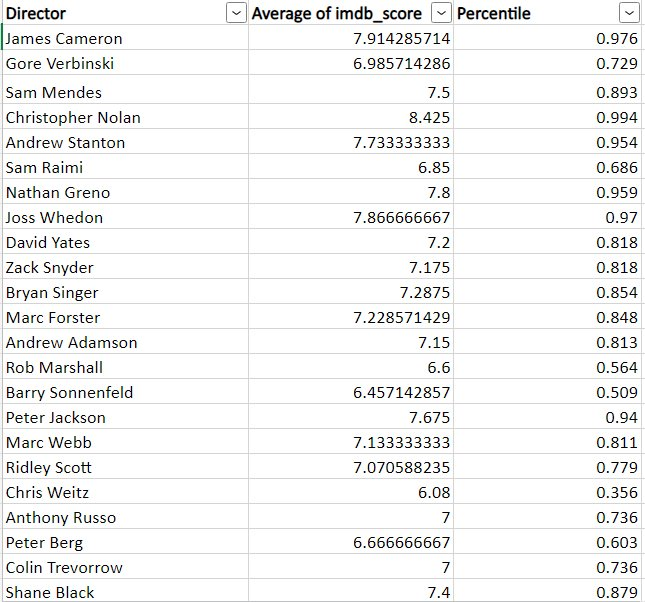 Director Average of imdb_score Percentile
James Cameron 7.914285714 0.976
Gore Verbinski 6.985714286 0.729
Sam Mendes 7.5 0.893
Christopher Nolan 8.425 0.994
Andrew Stanton 7.733333333 0.954
Sam Raimi 6.85 0.686
Nathan Greno 7.8 0.959
Joss Whedon 7.866666667 0.97
David Yates 7.2 0.818
Zack Snyder 7.175 0.818
Bryan Singer 7.2875 0.854
Marc Forster 7.228571429 0.848
Andrew Adamson 7.15 0.813
Rob Marshall 6.6 0.564
Barry Sonnenfeld 6.457142857 0.509
Peter Jackson 7.675 0.94
Marc Webb 7.133333333 0.811
Ridley Scott 7.070588235 0.779
Chris Weitz 6.08 0.356
Anthony Russo 7 0.736
Peter Berg 6.666666667 0.603
Colin Trevorrow 7 0.736
Shane Black 7.4 0.879